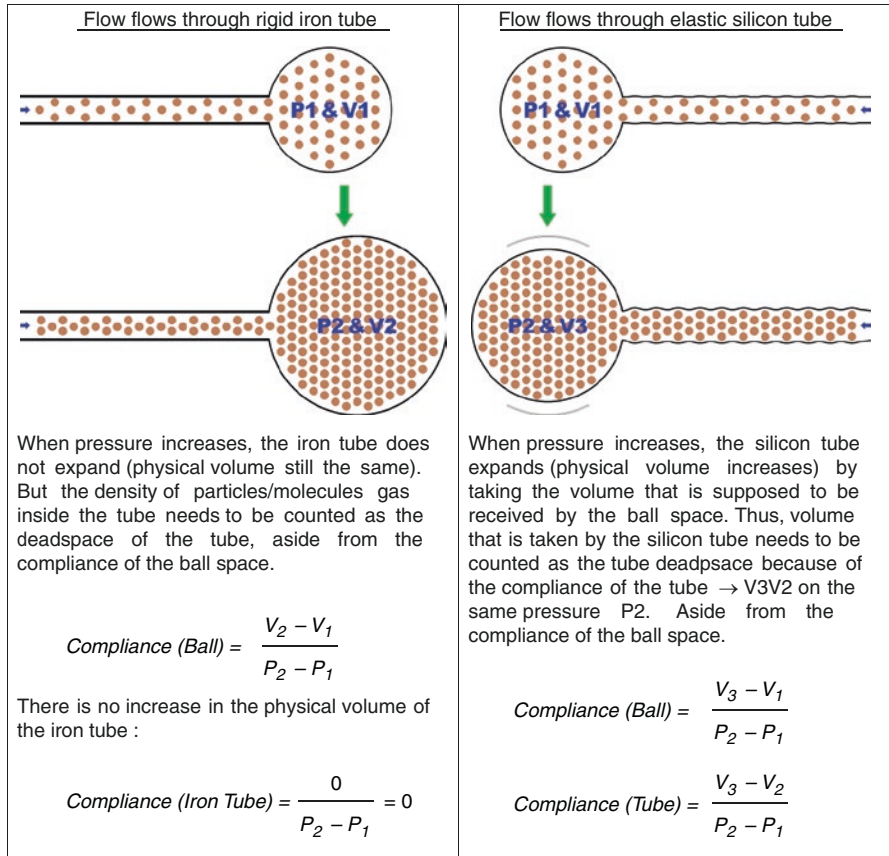 Flow flows through rigid iron tube
P1 & V1
P2 & V2
When pressure increases, the iron tube does
not expand (physical volume still the same).
But the density of particles/molecules gas
inside the tube needs to be counted as the
deadspace of the tube, aside from the
compliance of the ball space.
Compliance (Ball) = V2 – V1 / P2 – P1
There is no increase in the physical volume of
the iron tube :
Compliance (Iron Tube) = 0 / P2 – P1 = 0
Flow flows through elastic silicon tube
P1 & V1
P2 & V3
When pressure increases, the silicon tube
expands (physical volume increases) by
taking the volume that is supposed to be
received by the ball space. Thus, volume
that is taken by the silicon tube needs to be
counted as the tube deadpsace because of
the compliance of the tube → V3V2 on the
same pressure P2. Aside from the
compliance of the ball space.
Compliance (Ball) = V3 – V1 / P2 – P1
Compliance (Tube) = V3 – V2 / P2 – P1